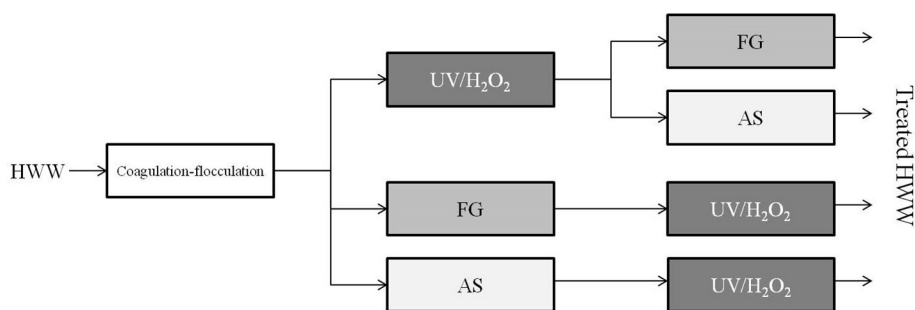 FG
UV/H₂O₂
AS
HWW
Coagulation-flocculation
FG
UV/H₂O₂
AS
UV/H₂O₂
Treated HWW